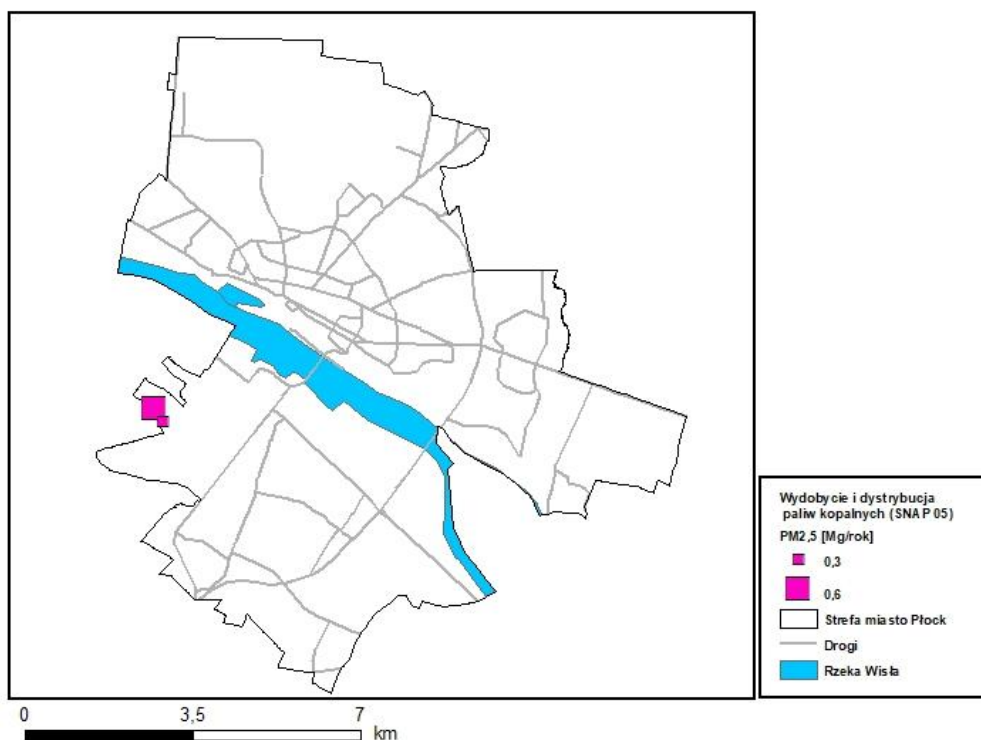 Wydobycie i dystrybucja
paliw kopalnych (SNAP 05)
PM2,5 [Mg/rok]
0,3
0,6
Strefa miasto Płock
Drogi
Rzeka Wisła
0 3,5 7
km